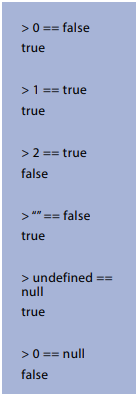 > 0 == false
true
> 1 == true
true
> 2 == true
false
> “” == false
true
> undefined ==
null
true
> 0 == null
false